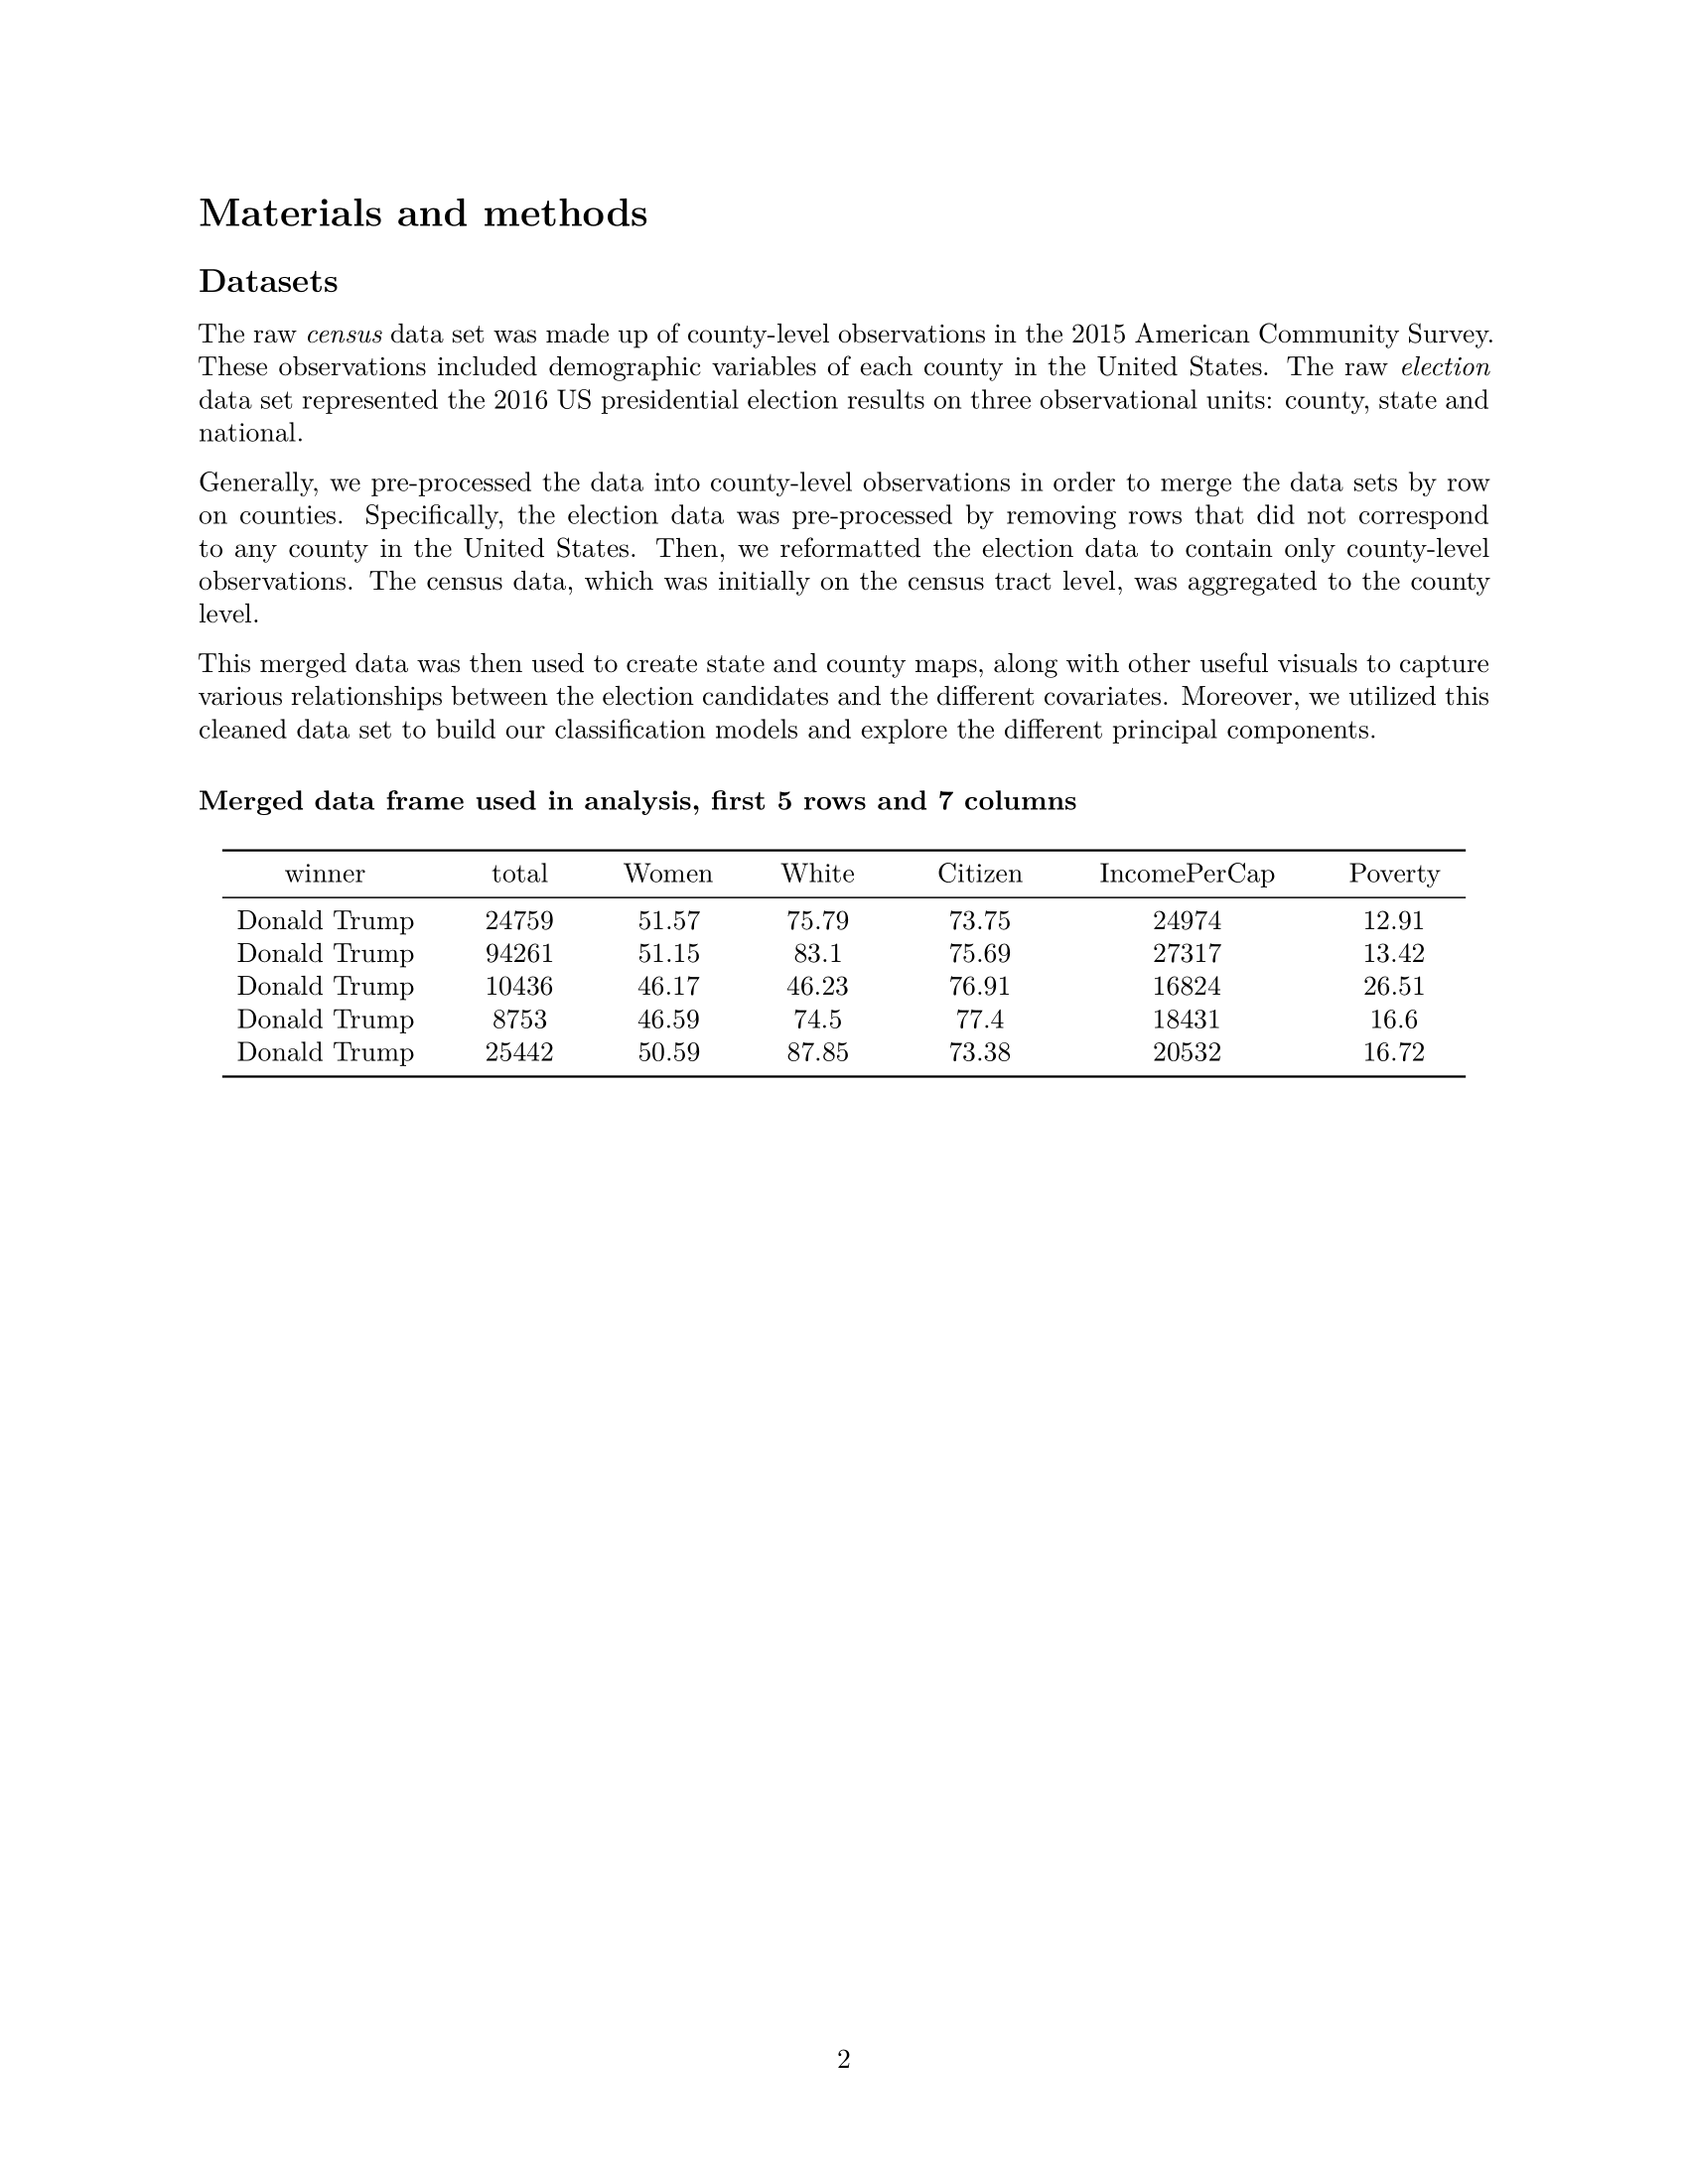 Materials and methods
Datasets
The raw census data set was made up of county-level observations in the 2015 American Community Survey.
These observations included demographic variables of each county in the United States. The raw election
data set represented the 2016 US presidential election results on three observational units: county, state and
national.
Generally, we pre-processed the data into county-level observations in order to merge the data sets by row
on counties. Specifically, the election data was pre-processed by removing rows that did not correspond
to any county in the United States. Then, we reformatted the election data to contain only county-level
observations. The census data, which was initially on the census tract level, was aggregated to the county
level.
This merged data was then used to create state and county maps, along with other useful visuals to capture
various relationships between the election candidates and the different covariates. Moreover, we utilized this
cleaned data set to build our classification models and explore the different principal components.
Merged data frame used in analysis, first 5 rows and 7 columns
winner total Women White Citizen IncomePerCap Poverty
Donald Trump 24759 51.57 75.79 73.75 24974 12.91
Donald Trump 94261 51.15 83.1 75.69 27317 13.42
Donald Trump 10436 46.17 46.23 76.91 16824 26.51
Donald Trump 8753 46.59 74.5 77.4 18431 16.6
Donald Trump 25442 50.59 87.85 73.38 20532 16.72
2